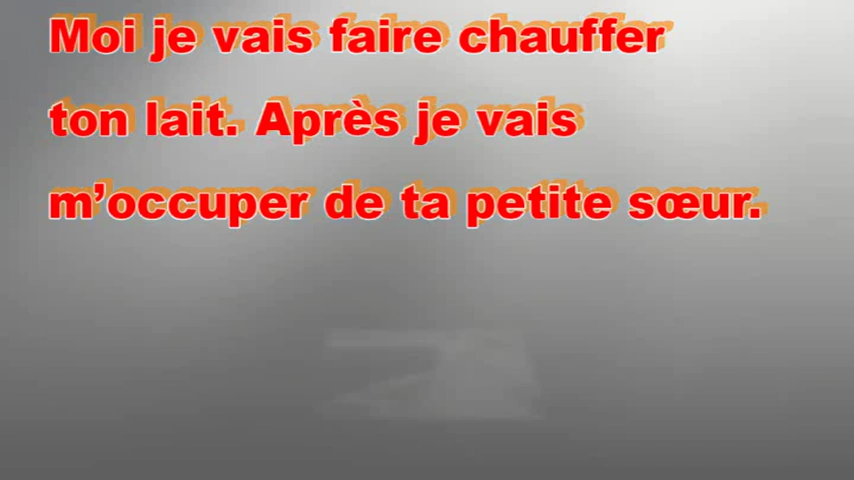 Moi je vais faire chauffer
ton lait. Après je vais
m’occuper de ta petite sœur.